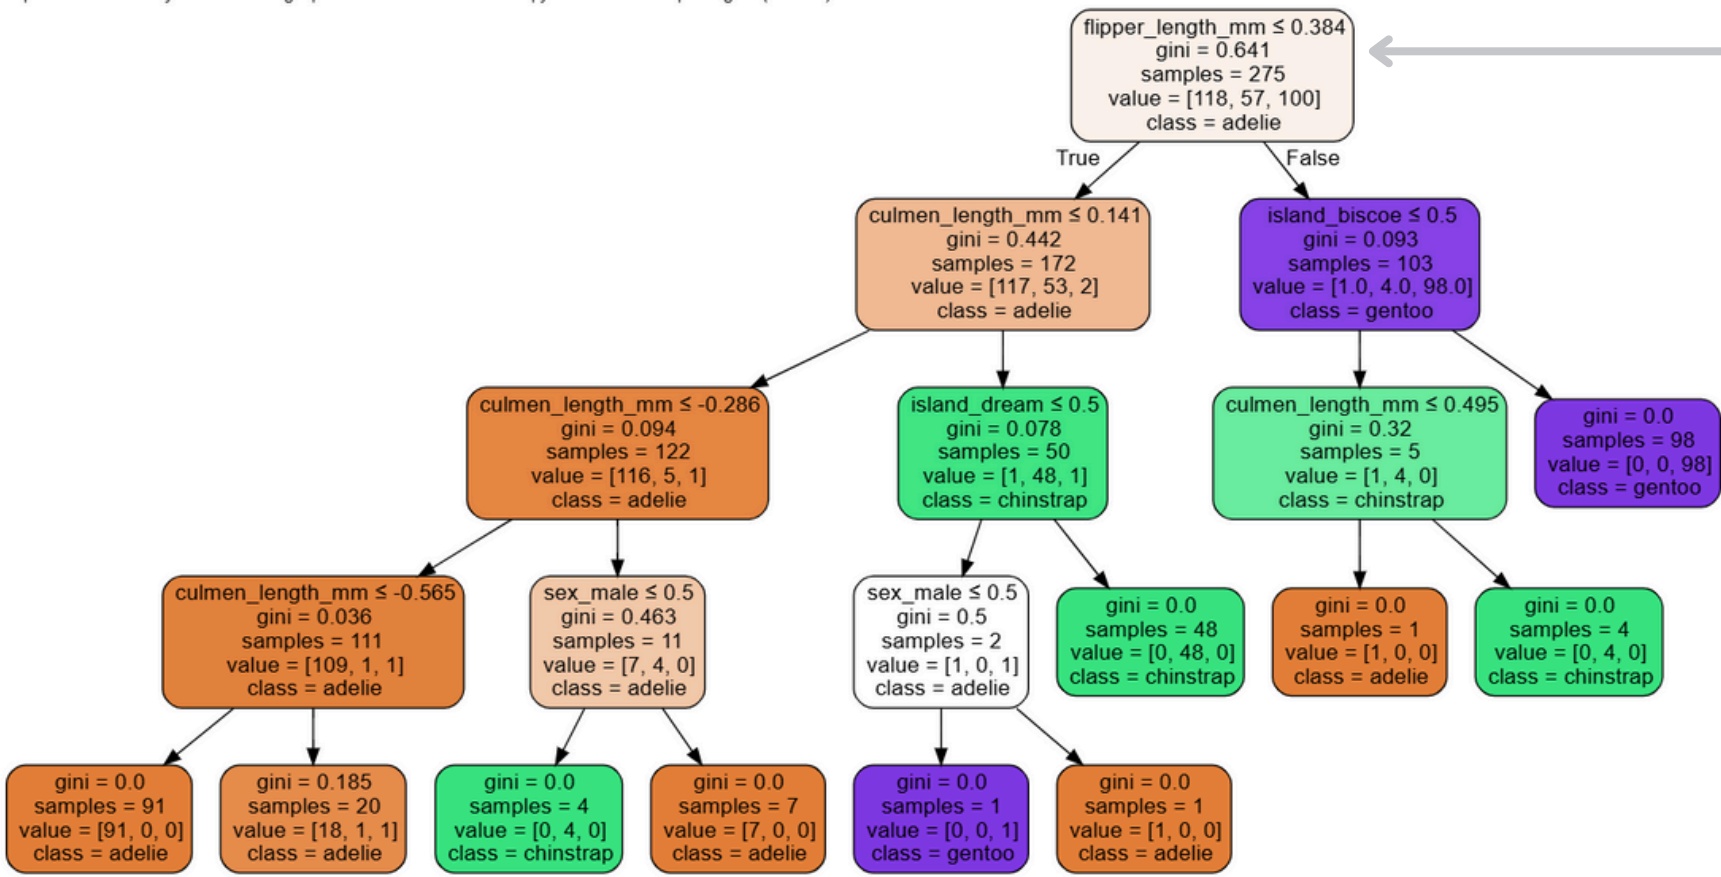 flipper_length_mm ≤ 0.384
gini = 0.641
samples = 275
value = [118, 57, 100]
class = adelie
True
False
culmen_length_mm ≤ 0.141
gini = 0.442
samples = 172
value = [117, 53, 2]
class = adelie
island_biscoe ≤ 0.5
gini = 0.093
samples = 103
value = [1.0, 4.0, 98.0]
class = gentoo
culmen_length_mm ≤ -0.286
gini = 0.094
samples = 122
value = [116, 5, 1]
class = adelie
island_dream ≤ 0.5
gini = 0.078
samples = 50
value = [1, 48, 1]
class = chinstrap
culmen_length_mm ≤ 0.495
gini = 0.32
samples = 5
value = [1, 4, 0]
class = chinstrap
gini = 0.0
samples = 98
value = [0, 0, 98]
class = gentoo
culmen_length_mm ≤ -0.565
gini = 0.036
samples = 111
value = [109, 1, 1]
class = adelie
sex_male ≤ 0.5
gini = 0.463
samples = 11
value = [7, 4, 0]
class = adelie
sex_male ≤ 0.5
gini = 0.5
samples = 2
value = [1, 0, 1]
class = adelie
gini = 0.0
samples = 48
value = [0, 48, 0]
class = chinstrap
gini = 0.0
samples = 1
value = [1, 0, 0]
class = adelie
gini = 0.0
samples = 4
value = [0, 4, 0]
class = chinstrap
gini = 0.0
samples = 91
value = [91, 0, 0]
class = adelie
gini = 0.185
samples = 20
value = [18, 1, 1]
class = adelie
gini = 0.0
samples = 4
value = [0, 4, 0]
class = chinstrap
gini = 0.0
samples = 7
value = [7, 0, 0]
class = adelie
gini = 0.0
samples = 1
value = [0, 0, 1]
class = gentoo
gini = 0.0
samples = 1
value = [1, 0, 0]
class = adelie